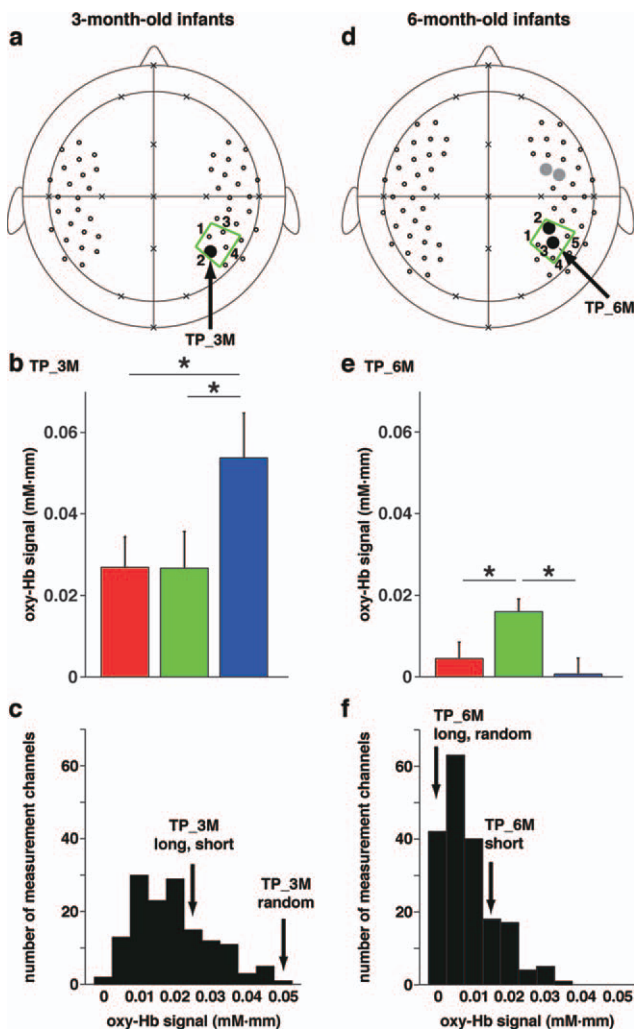 3-month-old infants
6-month-old infants
a
d
1
3
4
2
TP_3M
2
1
5
3
4
TP_6M
b TP_3M
e TP_6M
*
*
* *
oxy-Hb signal (mM·mm)
0.06
0.04
0.02
0
oxy-Hb signal (mM·mm)
0.06
0.04
0.02
0
c
f
number of measurement channels
60
40
20
0
TP_3M
long, short
TP_3M
random
0 0.01 0.02 0.03 0.04 0.05
oxy-Hb signal (mM·mm)
number of measurement channels
60
40
20
0
TP_6M
long, random
TP_6M
short
0 0.01 0.02 0.03 0.04 0.05
oxy-Hb signal (mM·mm)